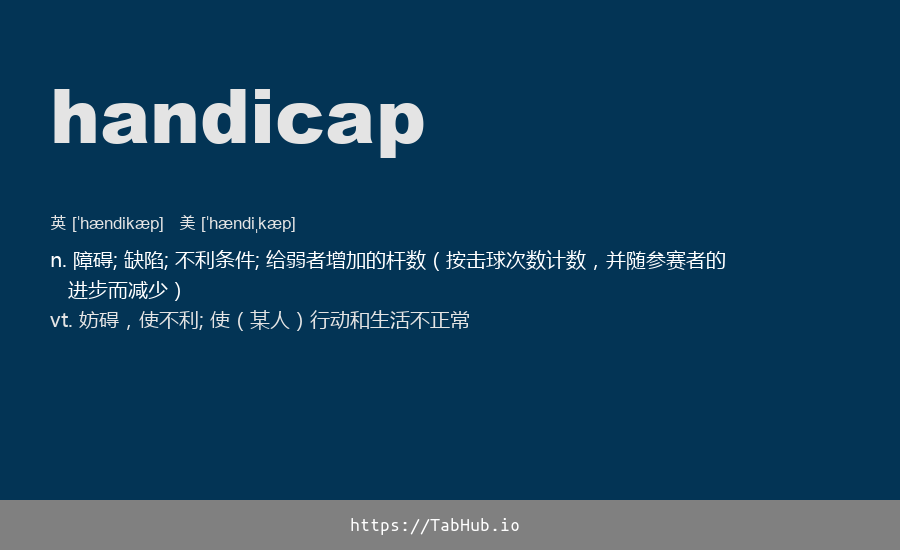 handicap
英 [ˈhændikæp] 美 [ˈhændiˌkæp]
n. 障碍; 缺陷; 不利条件; 给弱者增加的杆数（按击球次数计数，并随参赛者的
进步而减少）
vt. 妨碍，使不利; 使（某人）行动和生活不正常
https://TabHub.io